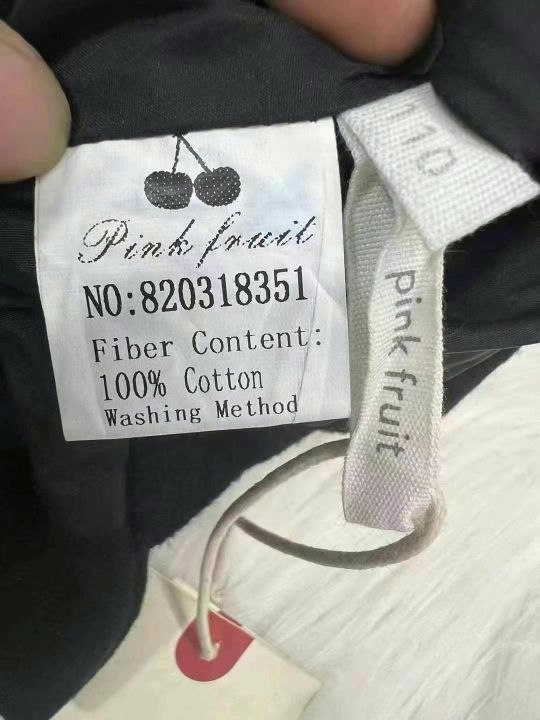 Pink fruit
NO:820318351
Fiber Content:
100% Cotton
Washing Method
110
pink fruit